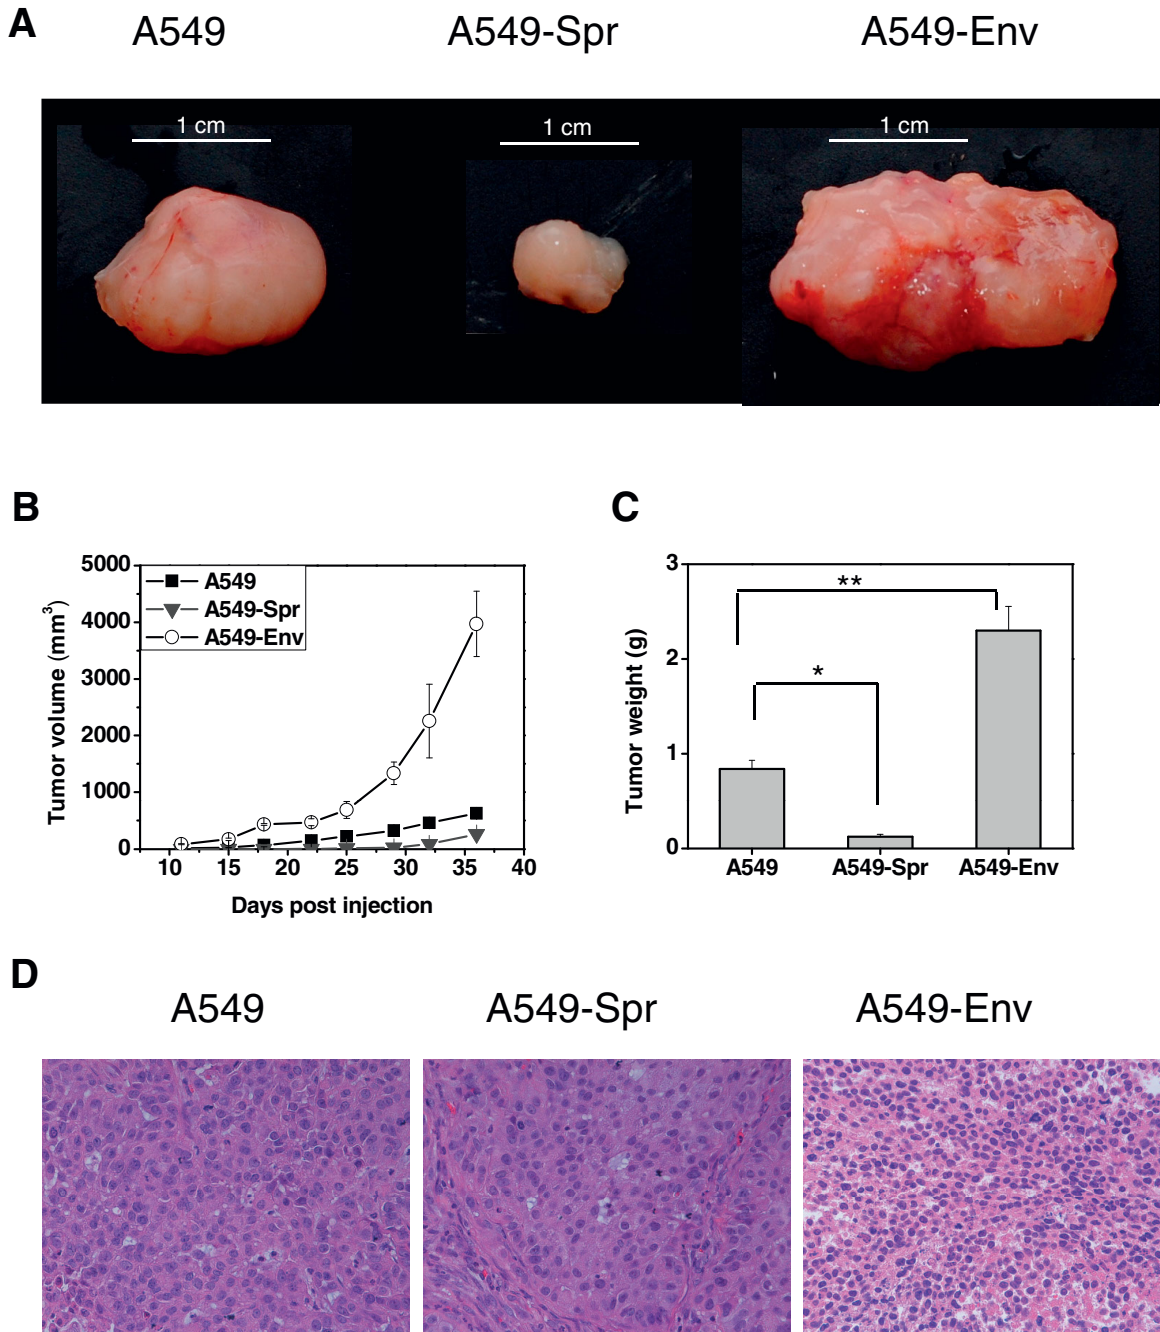 A
A549 A549-Spr A549-Env
1 cm 1 cm 1 cm
B
5000
4000
3000
2000
1000
0
Tumor volume (mm³)
A549
A549-Spr
A549-Env
10 15 20 25 30 35 40
Days post injection
C
3
2
1
0
Tumor weight (g)
**
*
A549 A549-Spr A549-Env
D
A549 A549-Spr A549-Env